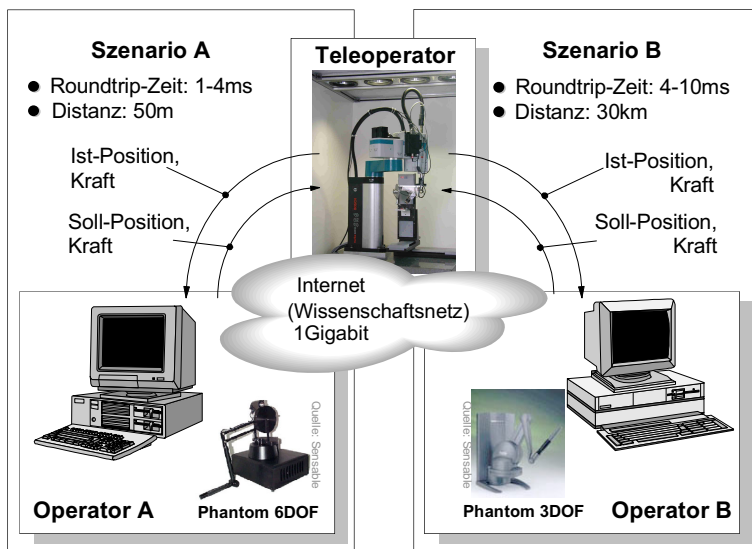 Szenario A
● Roundtrip-Zeit: 1-4ms
● Distanz: 50m
Ist-Position,
Kraft
Soll-Position,
Kraft
Teleoperator
Szenario B
● Roundtrip-Zeit: 4-10ms
● Distanz: 30km
Ist-Position,
Kraft
Soll-Position,
Kraft
Internet
(Wissenschaftsnetz)
1Gigabit
Quelle: Sensable
Operator A
Phantom 6DOF
Quelle: Sensable
Phantom 3DOF
Operator B